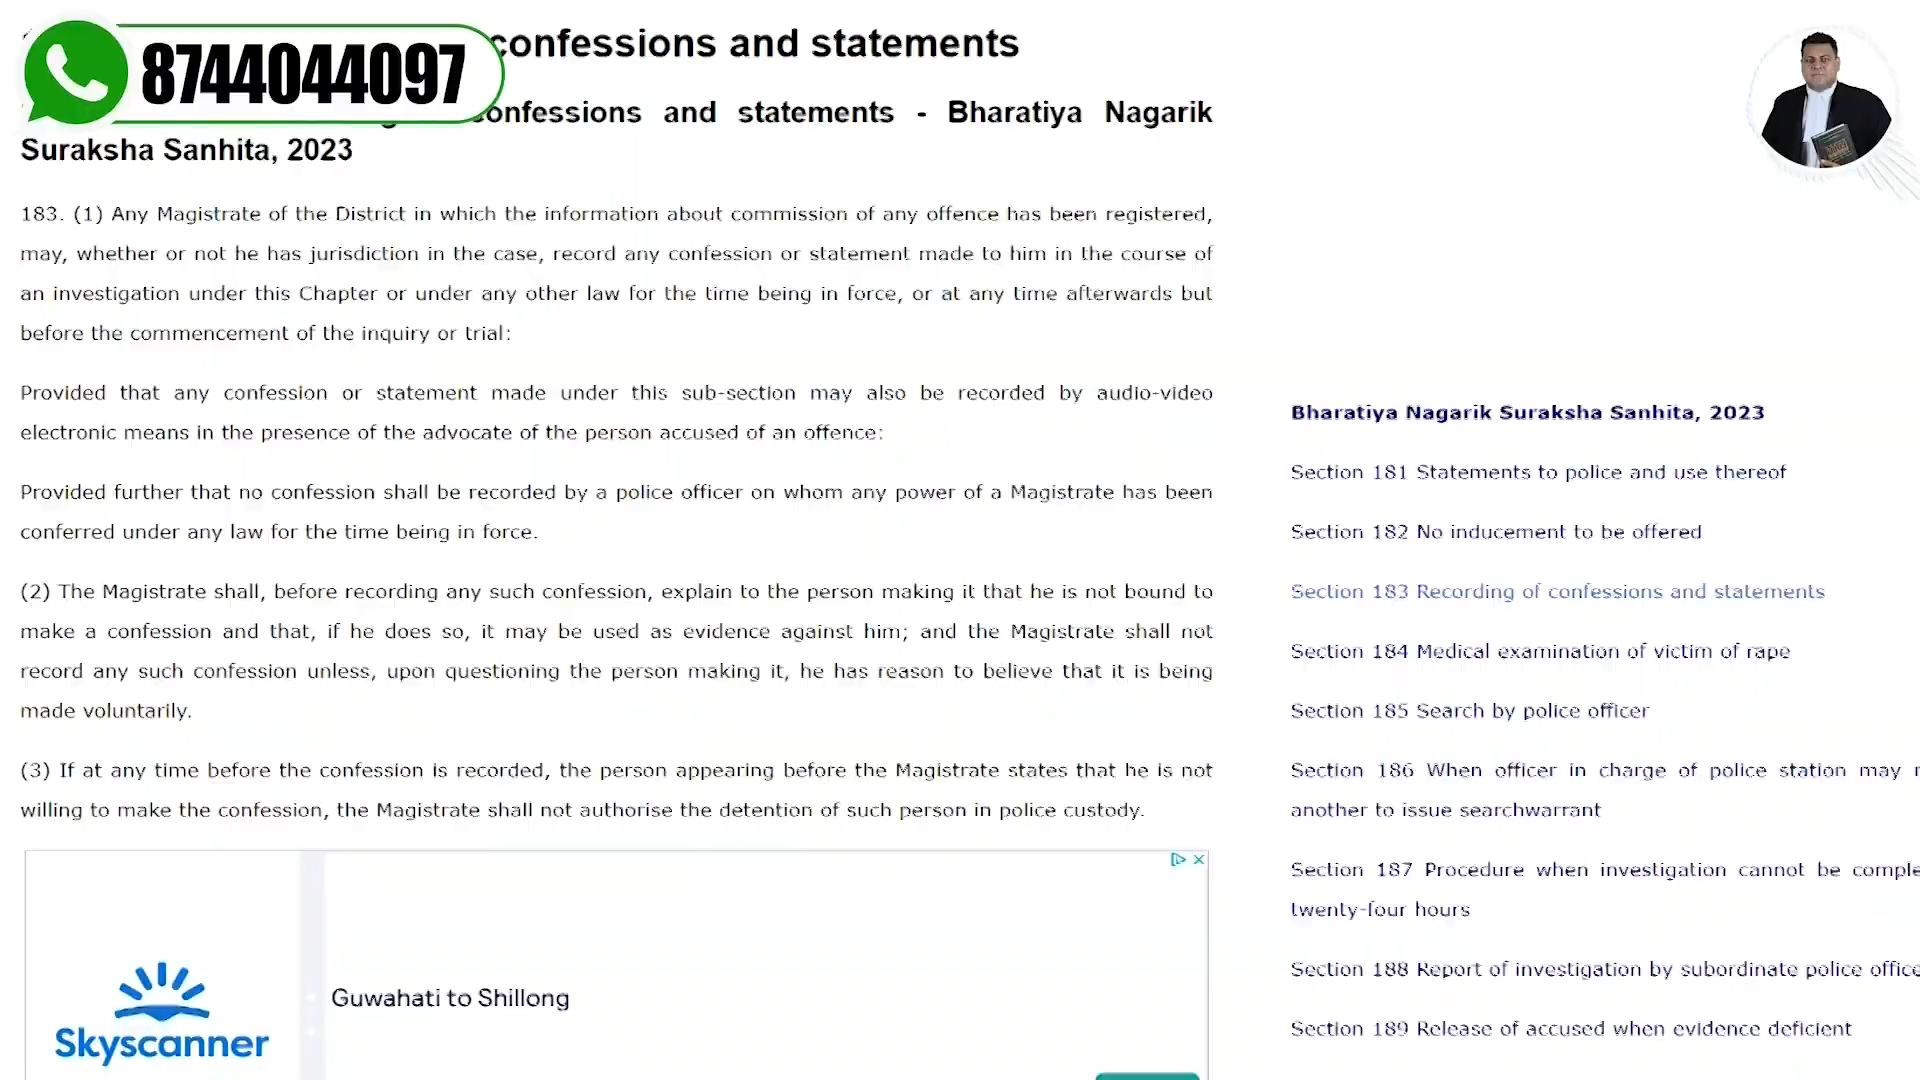 8744044097
confessions and statements
confessions and statements - Bharatiya Nagarik
Suraksha Sanhita, 2023
183. (1) Any Magistrate of the District in which the information about commission of any offence has been registered,
may, whether or not he has jurisdiction in the case, record any confession or statement made to him in the course of
an investigation under this Chapter or under any other law for the time being in force, or at any time afterwards but
before the commencement of the inquiry or trial:
Provided that any confession or statement made under this sub-section may also be recorded by audio-video
electronic means in the presence of the advocate of the person accused of an offence:
Provided further that no confession shall be recorded by a police officer on whom any power of a Magistrate has been
conferred under any law for the time being in force.
(2) The Magistrate shall, before recording any such confession, explain to the person making it that he is not bound to
make a confession and that, if he does so, it may be used as evidence against him; and the Magistrate shall not
record any such confession unless, upon questioning the person making it, he has reason to believe that it is being
made voluntarily.
(3) If at any time before the confession is recorded, the person appearing before the Magistrate states that he is not
willing to make the confession, the Magistrate shall not authorise the detention of such person in police custody.
Skyscanner
Guwahati to Shillong
Bharatiya Nagarik Suraksha Sanhita, 2023
Section 181 Statements to police and use thereof
Section 182 No inducement to be offered
Section 183 Recording of confessions and statements
Section 184 Medical examination of victim of rape
Section 185 Search by police officer
Section 186 When officer in charge of police station may
another to issue searchwarrant
Section 187 Procedure when investigation cannot be comple
twenty-four hours
Section 188 Report of investigation by subordinate police office
Section 189 Release of accused when evidence deficient